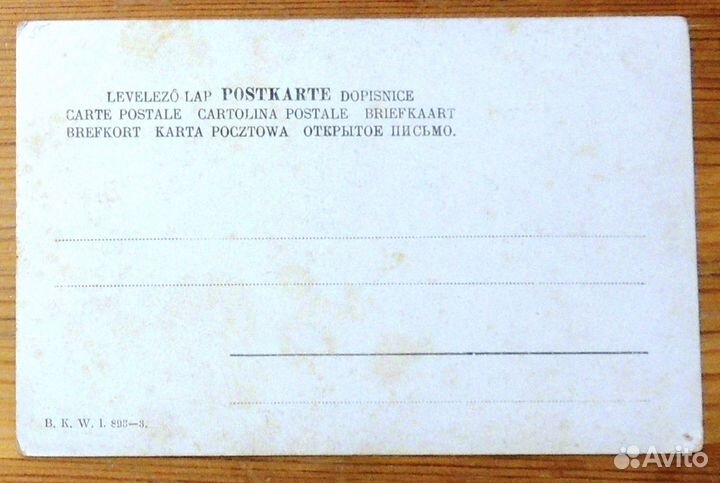 LEVELEZŐ LAP POSTKARTE DOPISNICE
CARTE POSTALE CARTOLINA POSTALE BRIEFKAART
BREFKORT KARTA POCZTOWA ОТКРЫТОЕ ПИСЬМО.
B. K. W. I. 893—3.
Avito